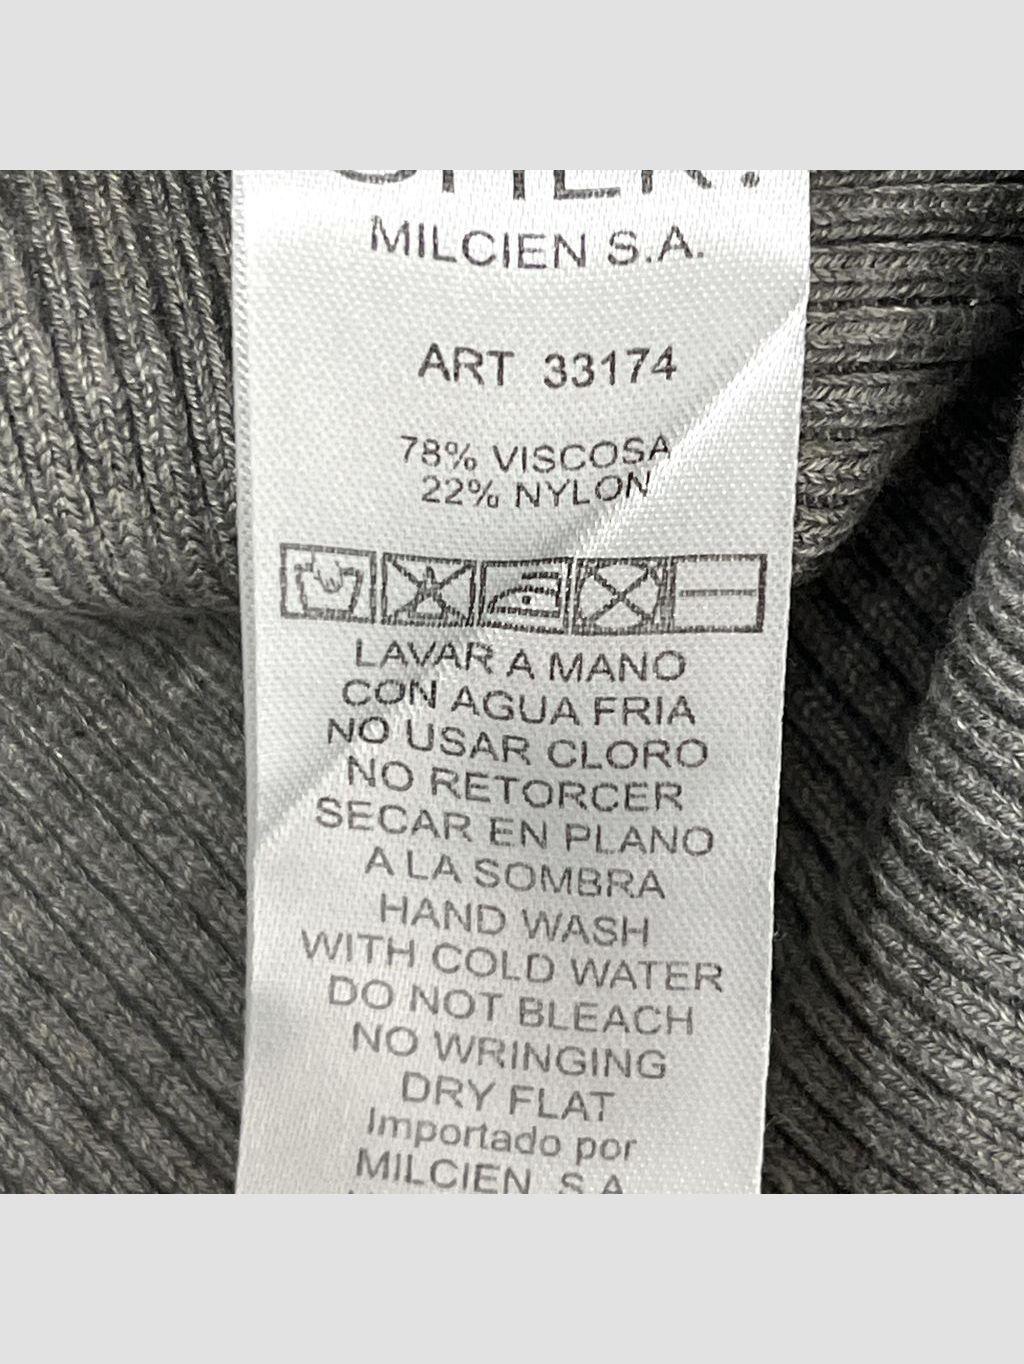 MILCIEN S.A.
ART 33174
78% VISCOSA
22% NYLON
LAVAR A MANO
CON AGUA FRIA
NO USAR CLORO
NO RETORCER
SECAR EN PLANO
A LA SOMBRA
HAND WASH
WITH COLD WATER
DO NOT BLEACH
NO WRINGING
DRY FLAT
Importado por
MILCIEN S.A